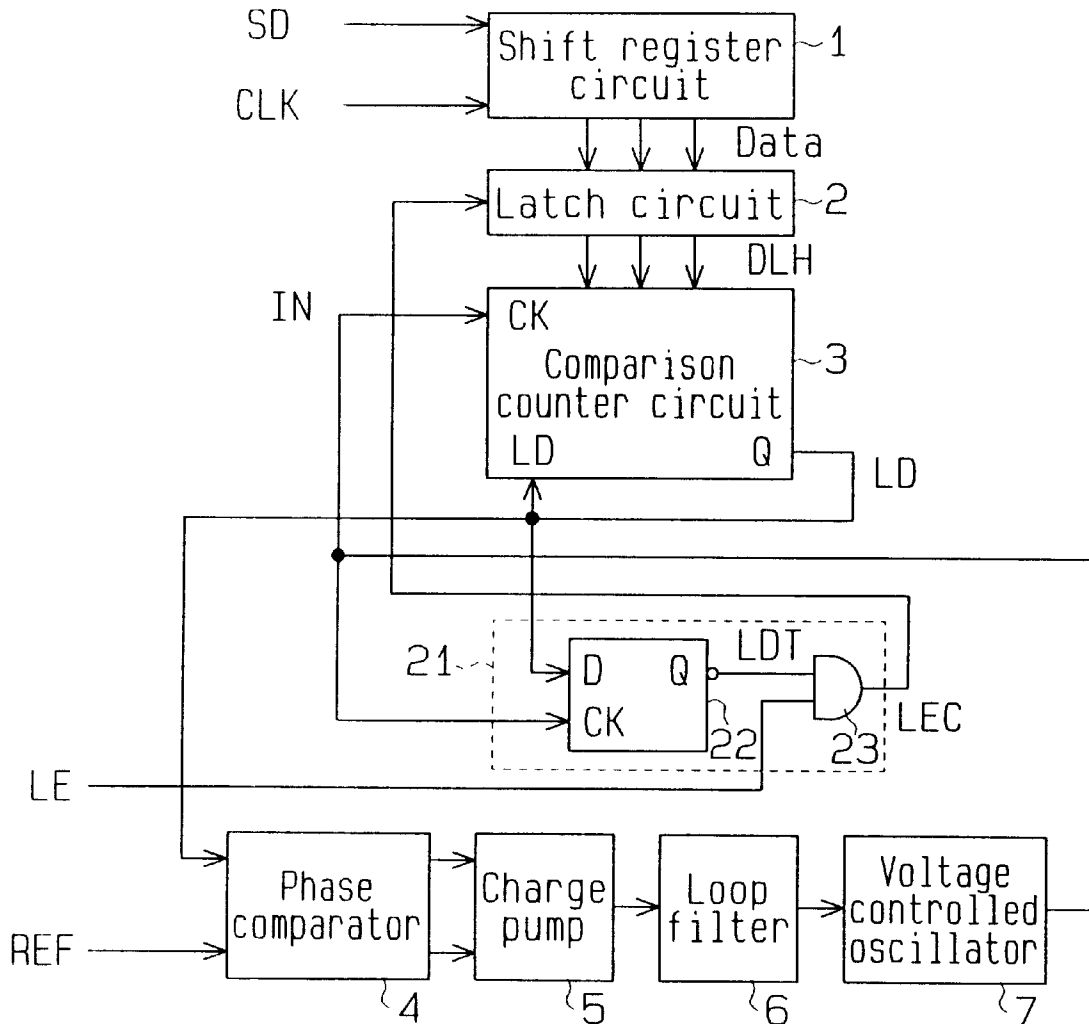 SD
CLK
Shift register
circuit
1
Data
Latch circuit
2
DLH
IN
CK
Comparison
counter circuit
LD
Q
3
LD
21
D
Q
CK
22
LDT
23
LEC
LE
REF
Phase
comparator
4
Charge
pump
5
Loop
filter
6
Voltage
controlled
oscillator
7